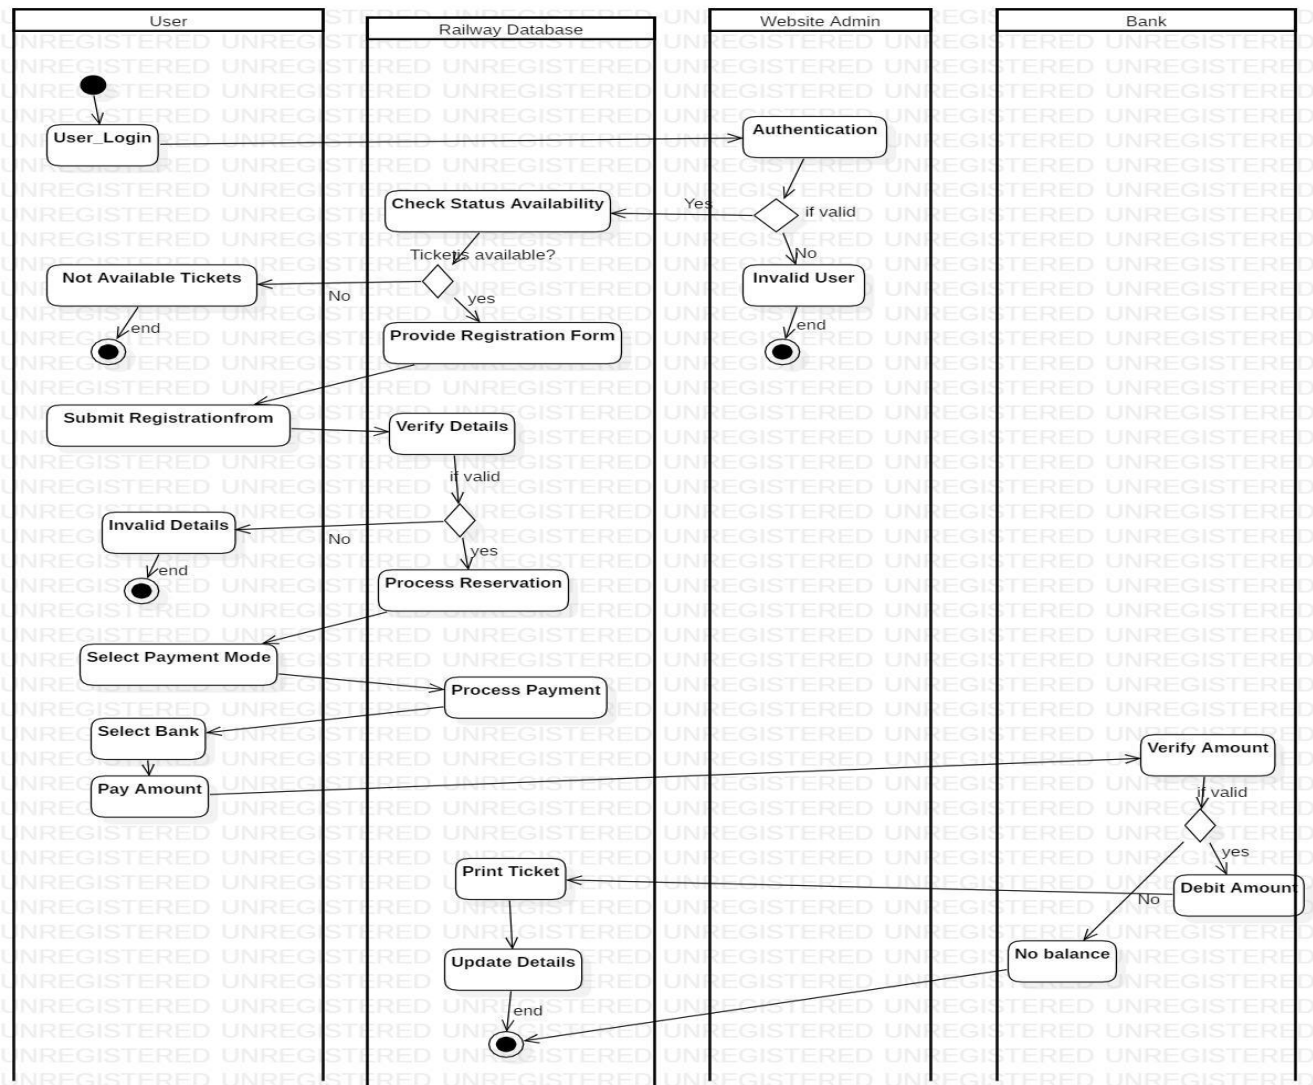 User
Railway Database
Website Admin
Bank
User_Login
Authentication
Check Status Availability
Yes
if valid
Ticket is available?
No
Not Available Tickets
Invalid User
No
yes
end
end
Provide Registration Form
Submit Registrationfrom
Verify Details
if valid
Invalid Details
No
yes
end
Process Reservation
Select Payment Mode
Process Payment
Select Bank
Verify Amount
Pay Amount
if valid
yes
Print Ticket
Debit Amount
No
No balance
Update Details
end
UNREGISTERED